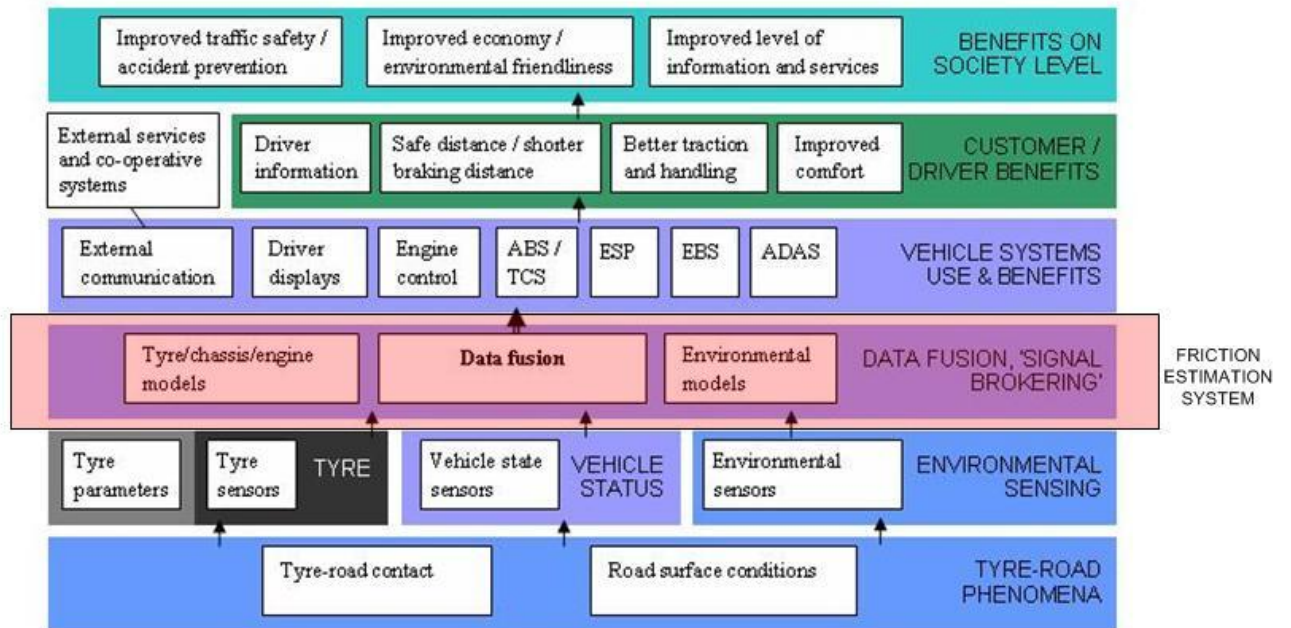 Improved traffic safety /
accident prevention
Improved economy /
environmental friendliness
Improved level of
information and services
BENEFITS ON
SOCIETY LEVEL
External services
and co-operative
systems
Driver
information
Safe distance / shorter
braking distance
Better traction
and handling
Improved
comfort
CUSTOMER /
DRIVER BENEFITS
External
communication
Driver
displays
Engine
control
ABS /
TCS
ESP
EBS
ADAS
VEHICLE SYSTEMS
USE & BENEFITS
Tyre/chassis/engine
models
Data fusion
Environmental
models
DATA FUSION, 'SIGNAL
BROKERING'
FRICTION
ESTIMATION
SYSTEM
Tyre
parameters
Tyre
sensors
TYRE
Vehicle state
sensors
VEHICLE
STATUS
Environmental
sensors
ENVIRONMENTAL
SENSING
Tyre-road contact
Road surface conditions
TYRE-ROAD
PHENOMENA